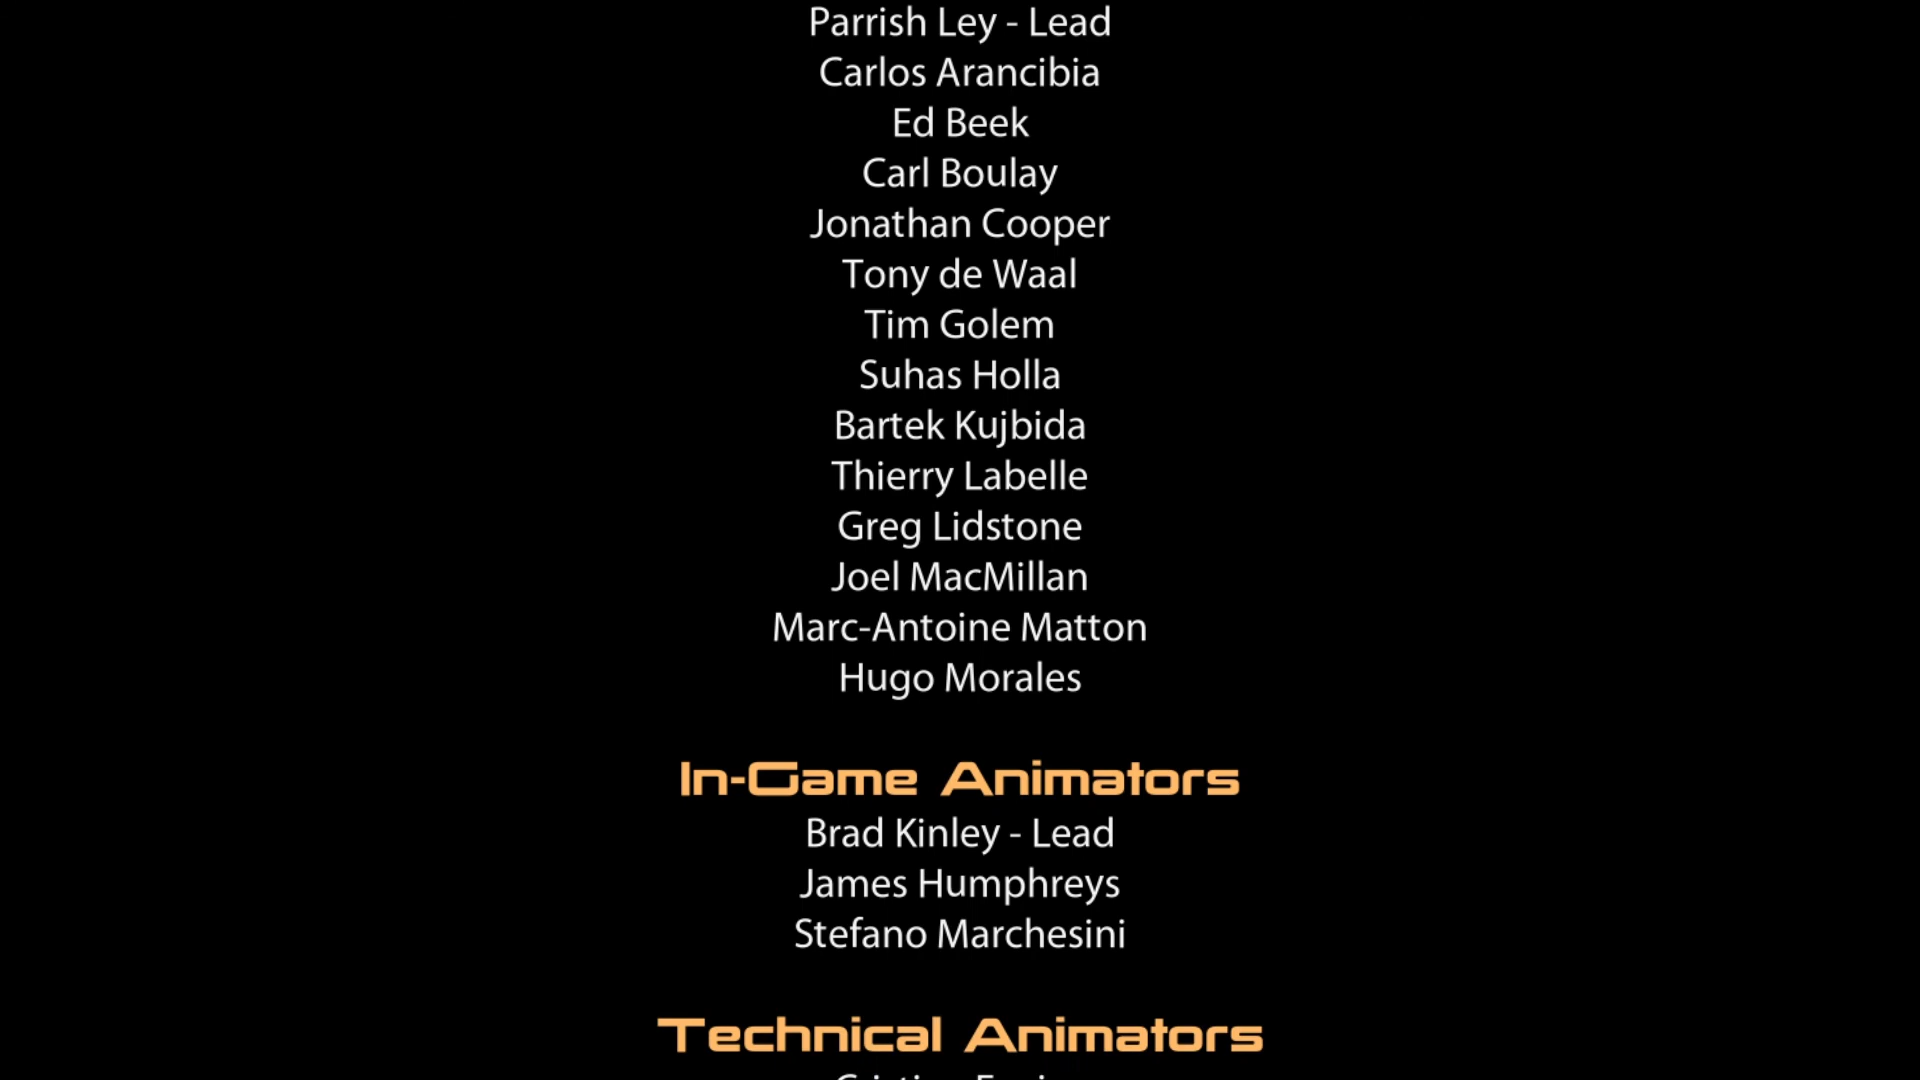 Parrish Ley - Lead
Carlos Arancibia
Ed Beek
Carl Boulay
Jonathan Cooper
Tony de Waal
Tim Golem
Suhas Holla
Bartek Kujbida
Thierry Labelle
Greg Lidstone
Joel MacMillan
Marc-Antoine Matton
Hugo Morales
In-Game Animators
Brad Kinley - Lead
James Humphreys
Stefano Marchesini
Technical Animators